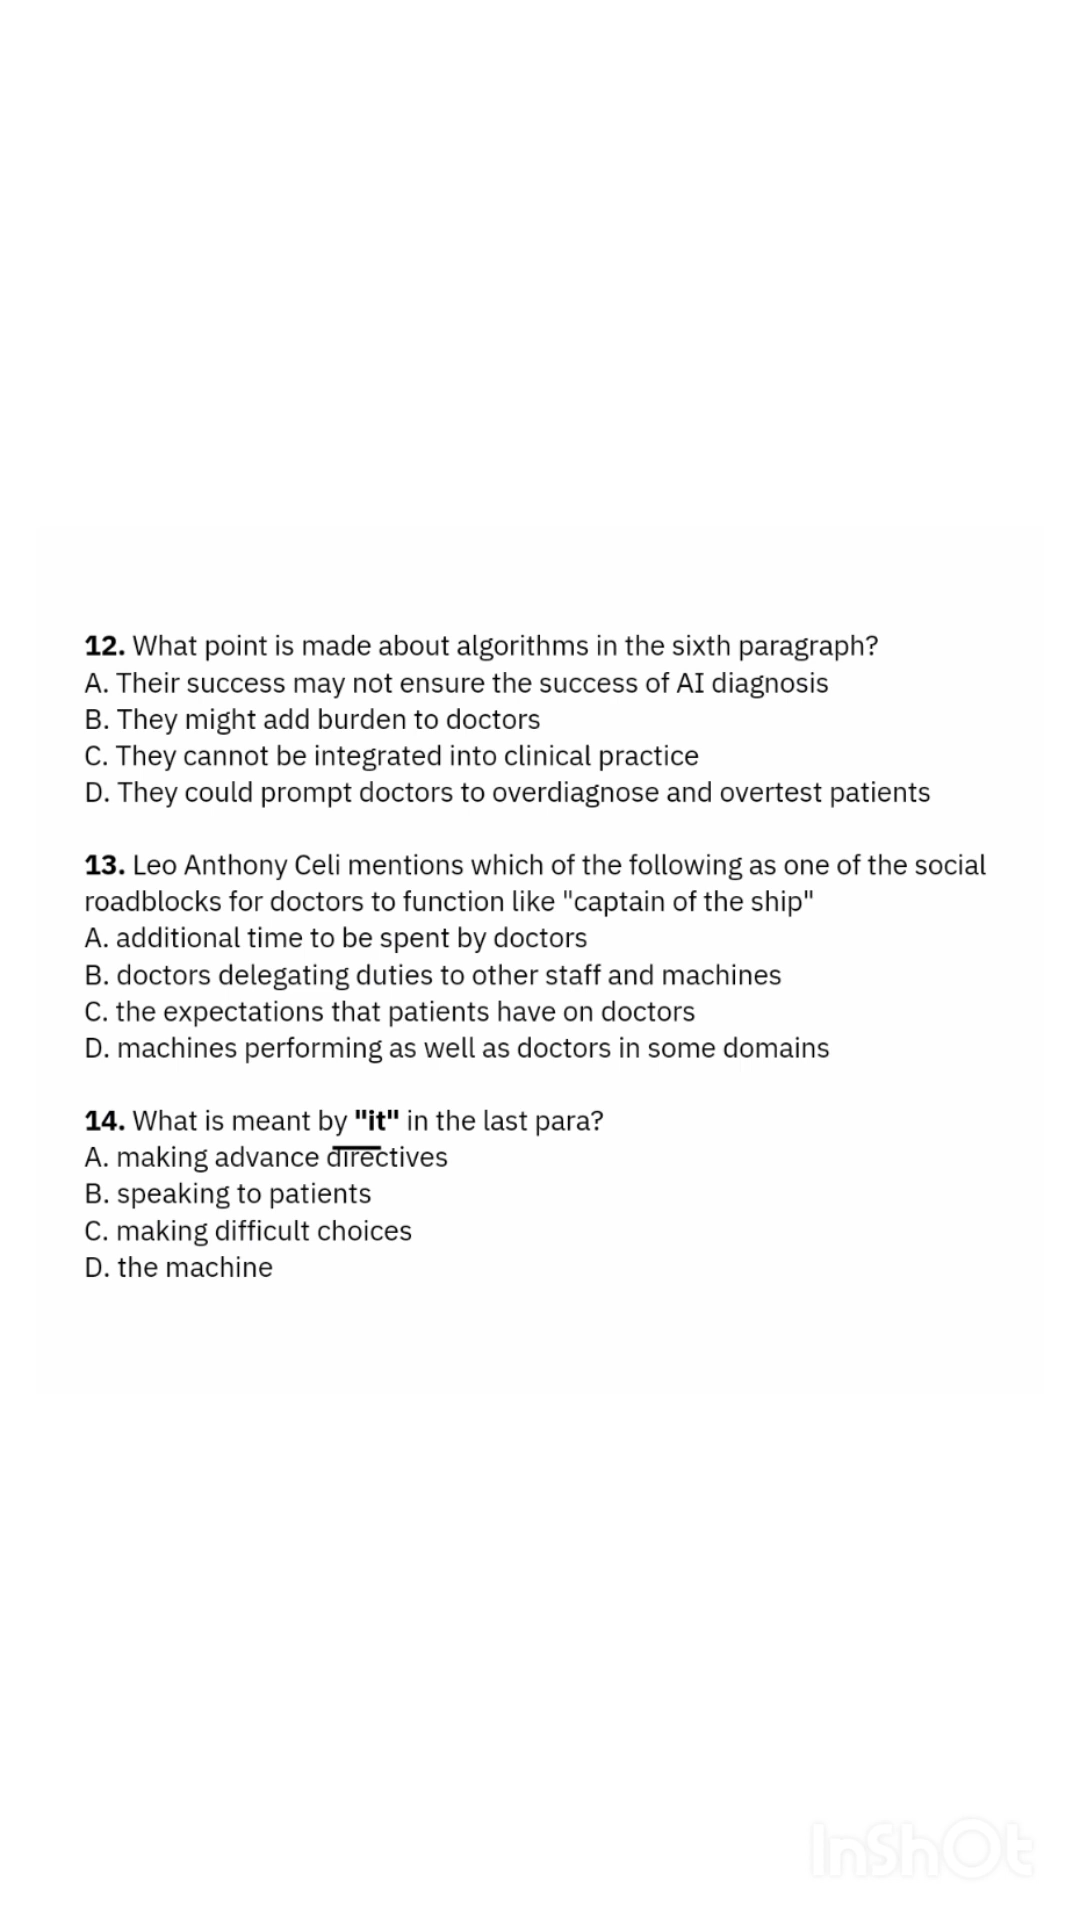 12. What point is made about algorithms in the sixth paragraph?
A. Their success may not ensure the success of AI diagnosis
B. They might add burden to doctors
C. They cannot be integrated into clinical practice
D. They could prompt doctors to overdiagnose and overtest patients
13. Leo Anthony Celi mentions which of the following as one of the social
roadblocks for doctors to function like "captain of the ship"
A. additional time to be spent by doctors
B. doctors delegating duties to other staff and machines
C. the expectations that patients have on doctors
D. machines performing as well as doctors in some domains
14. What is meant by "it" in the last para?
A. making advance directives
B. speaking to patients
C. making difficult choices
D. the machine
InShOt